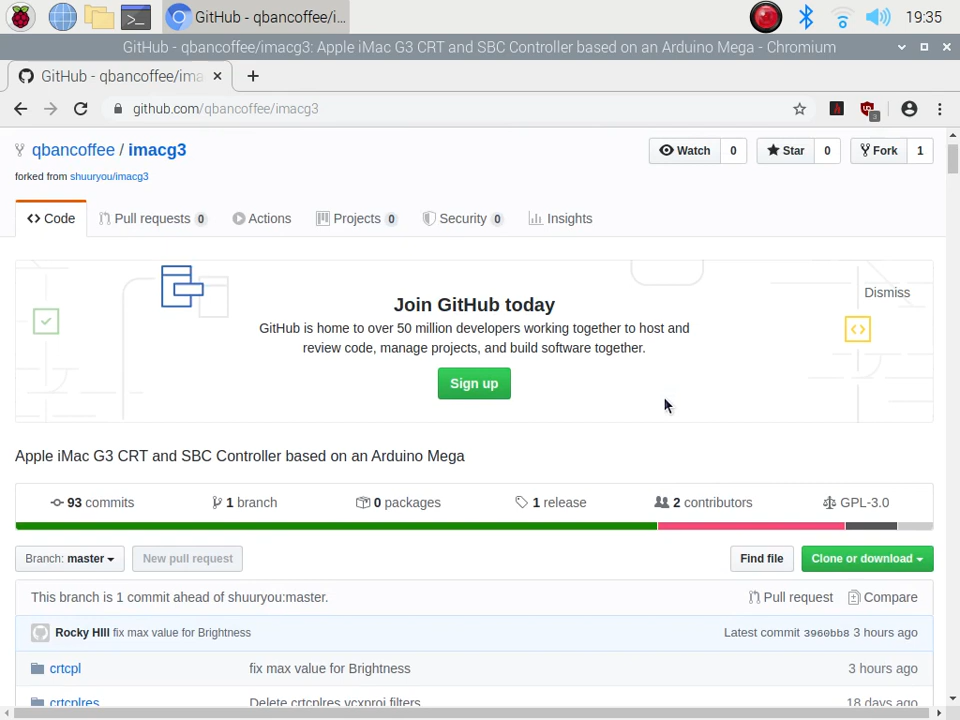 GitHub - qbancoffee/i...
19:35
GitHub - qbancoffee/imacg3: Apple iMac G3 CRT and SBC Controller based on an Arduino Mega - Chromium
GitHub - qbancoffee/ima
github.com/qbancoffee/imacg3
3
qbancoffee / imacg3
Watch 0 Star 0 Fork 1
forked from shuuryou/imacg3
Code Pull requests 0 Actions Projects 0 Security 0 Insights
Join GitHub today
Dismiss
GitHub is home to over 50 million developers working together to host and
review code, manage projects, and build software together.
Sign up
Apple iMac G3 CRT and SBC Controller based on an Arduino Mega
93 commits 1 branch 0 packages 1 release 2 contributors GPL-3.0
Branch: master New pull request Find file Clone or download
This branch is 1 commit ahead of shuuryou:master. Pull request Compare
Rocky HIll fix max value for Brightness Latest commit 3960bb8 3 hours ago
crtcpl fix max value for Brightness 3 hours ago
crtcplres Delete crtcplres.vcxproj.filters 18 days ago